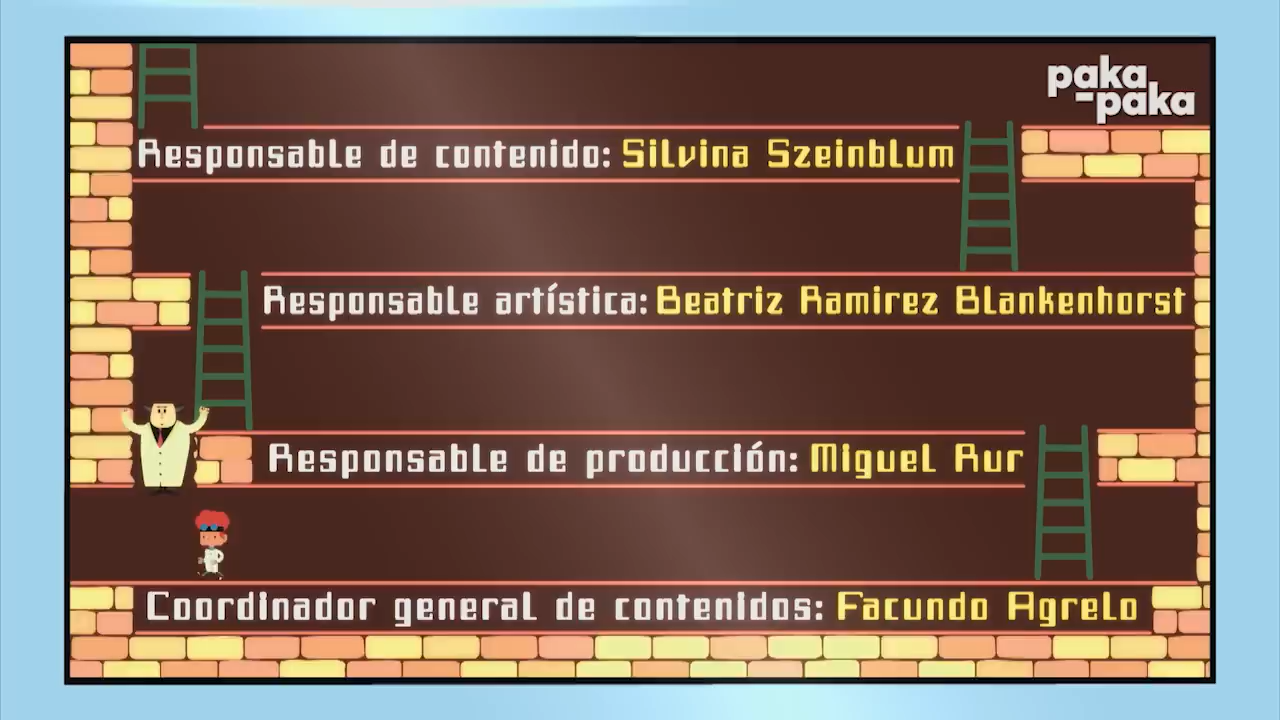 paka
-paka
Responsable de contenido: Silvina Szeinblum
Responsable artística: Beatriz Ramirez Blankenhorst
Responsable de producción: Miguel Rur
Coordinador general de contenidos: Facundo Agrelo